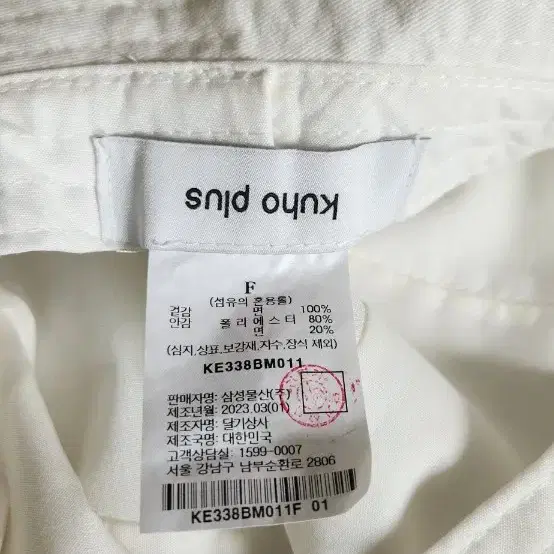 kuho plus
F
(섬유의 혼용률)
겉감 면 100%
안감 폴리에스터 80%
면 20%
(심지,상표,보강재,자수,장식 제외)
KE338BM011
판매자명: 삼성물산(주)
제조년월: 2023.03(01)
제조자명: 달기상사
제조국명: 대한민국
고객상담실: 1599-0007
서울 강남구 남부순환로 2806
KE338BM011F 01